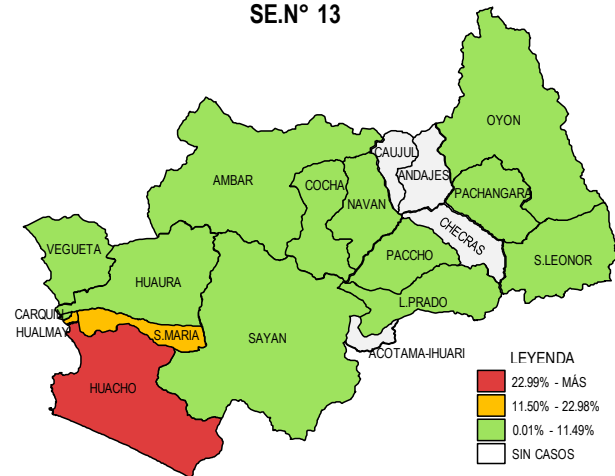 SE.N° 13
OYON
CAUJUL
ANDAJES
AMBAR
COCHA
NAVAN
PACHANGARA
CHECRAS
VEGUETA
PACCHO
S.LEONOR
HUAURA
L.PRADO
CARQUIN
HUALMAY
S.MARIA
SAYAN
ACOTAMA-IHUARI
HUACHO
LEYENDA
22.99% - MÁS
11.50% - 22.98%
0.01% - 11.49%
SIN CASOS